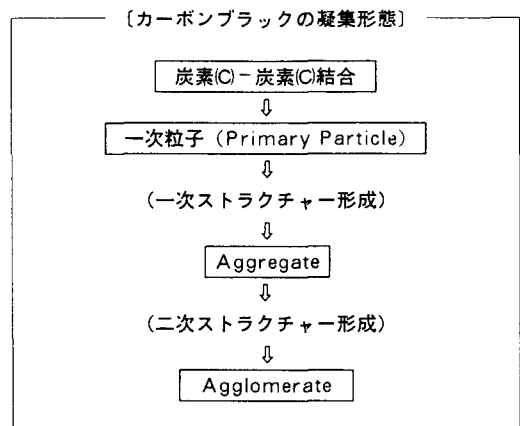 〔カーボンブラックの凝集形態〕
炭素(C)－炭素(C)結合
⇩
一次粒子（Primary Particle）
⇩
(一次ストラクチャー形成)
⇩
Aggregate
⇩
(二次ストラクチャー形成)
⇩
Agglomerate